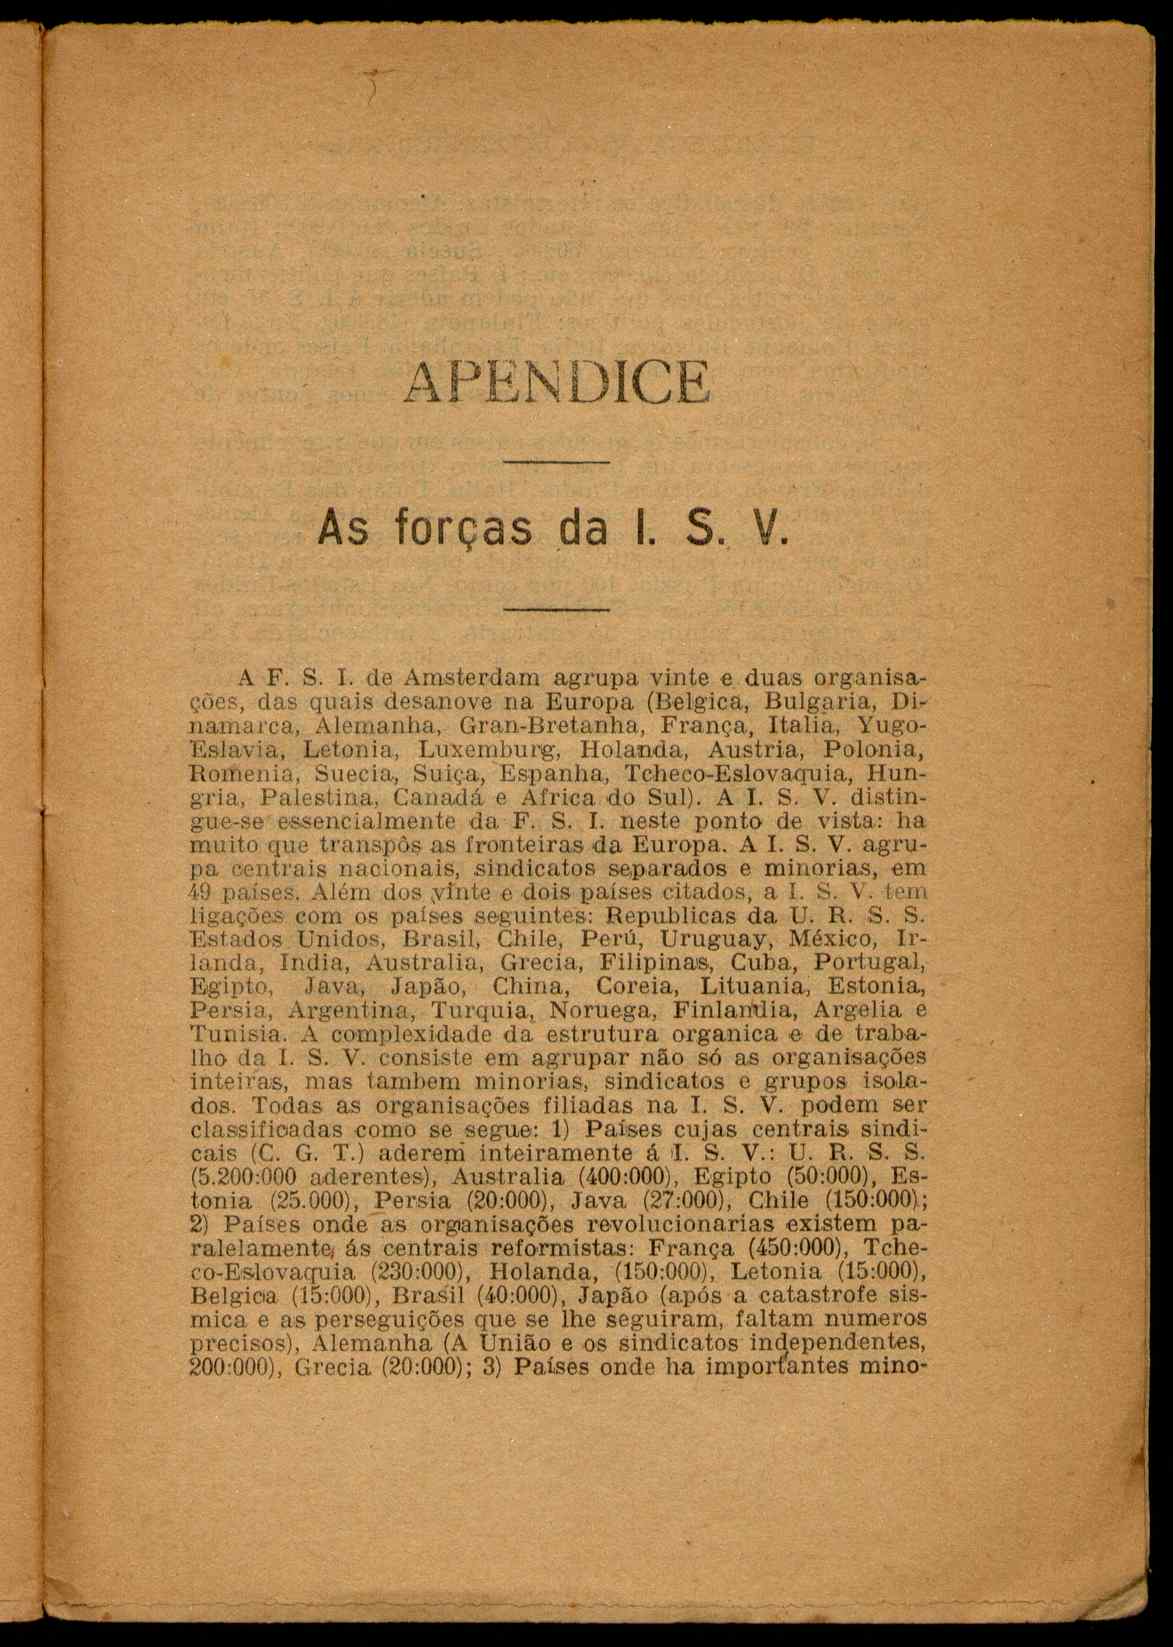 APENDICE
As forças da I. S. V.
A F. S. I. de Amsterdam agrupa vinte e duas organisa-
ções, das quais desanove na Europa (Belgica, Bulgaria, Di-
namarca, Alemanha, Gran-Bretanha, França, Italia, Yugo-
Eslavia, Letonia, Luxemburg, Holanda, Austria, Polonia,
Romenia, Suecia, Suiça, Espanha, Tcheco-Eslovaquia, Hun-
gria, Palestina, Canadá e Africa do Sul). A I. S. V. distin-
gue-se essencialmente da F. S. I. neste ponto de vista: ha
muito que transpôs as fronteiras da Europa. A I. S. V. agru-
pa centrais nacionais, sindicatos separados e minorias, em
49 países. Além dos vinte e dois países citados, a I. S. V. tem
ligações com os países seguintes: Republicas da U. R. S. S.
Estados Unidos, Brasil, Chile, Perú, Uruguay, México, Ir-
landa, India, Australia, Grecia, Filipinas, Cuba, Portugal,
Egipto, Java, Japão, China, Coreia, Lituania, Estonia,
Persia, Argentina, Turquia, Noruega, Finlandia, Argelia e
Tunisia. A complexidade da estrutura organica e de traba-
lho da I. S. V. consiste em agrupar não só as organisações
inteiras, mas tambem minorias, sindicatos e grupos isola-
dos. Todas as organisações filiadas na I. S. V. podem ser
classificadas como se segue: 1) Países cujas centrais sindi-
cais (C. G. T.) aderem inteiramente á I. S. V.: U. R. S. S.
(5.200:000 aderentes), Australia (400:000), Egipto (50:000), Es-
tonia (25.000), Persia (20:000), Java (27:000), Chile (150:000);
2) Países onde as organisações revolucionarias existem pa-
ralelamente, ás centrais reformistas: França (450:000), Tche-
co-Eslovaquia (230:000), Holanda, (150:000), Letonia (15:000),
Belgica (15:000), Brasil (40:000), Japão (após a catastrofe sis-
mica e as perseguições que se lhe seguiram, faltam numeros
precisos), Alemanha (A União e os sindicatos independentes,
200:000), Grecia (20:000); 3) Países onde ha importantes mino-